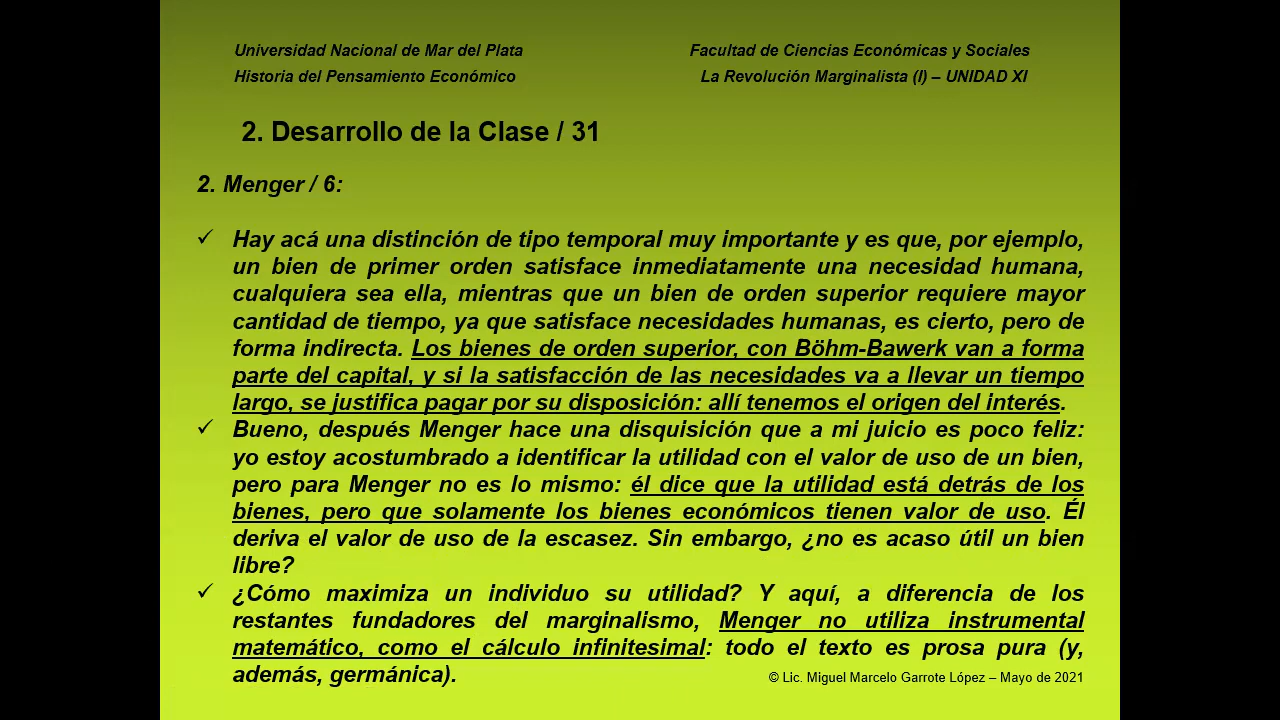 Universidad Nacional de Mar del Plata
Facultad de Ciencias Económicas y Sociales
Historia del Pensamiento Económico
La Revolución Marginalista (I) – UNIDAD XI
2. Desarrollo de la Clase / 31
2. Menger / 6:
✓ Hay acá una distinción de tipo temporal muy importante y es que, por ejemplo,
un bien de primer orden satisface inmediatamente una necesidad humana,
cualquiera sea ella, mientras que un bien de orden superior requiere mayor
cantidad de tiempo, ya que satisface necesidades humanas, es cierto, pero de
forma indirecta. Los bienes de orden superior, con Böhm-Bawerk van a forma
parte del capital, y si la satisfacción de las necesidades va a llevar un tiempo
largo, se justifica pagar por su disposición: allí tenemos el origen del interés.
✓ Bueno, después Menger hace una disquisición que a mi juicio es poco feliz:
yo estoy acostumbrado a identificar la utilidad con el valor de uso de un bien,
pero para Menger no es lo mismo: él dice que la utilidad está detrás de los
bienes, pero que solamente los bienes económicos tienen valor de uso. Él
deriva el valor de uso de la escasez. Sin embargo, ¿no es acaso útil un bien
libre?
✓ ¿Cómo maximiza un individuo su utilidad? Y aquí, a diferencia de los
restantes fundadores del marginalismo, Menger no utiliza instrumental
matemático, como el cálculo infinitesimal: todo el texto es prosa pura (y,
además, germánica).
© Lic. Miguel Marcelo Garrote López – Mayo de 2021